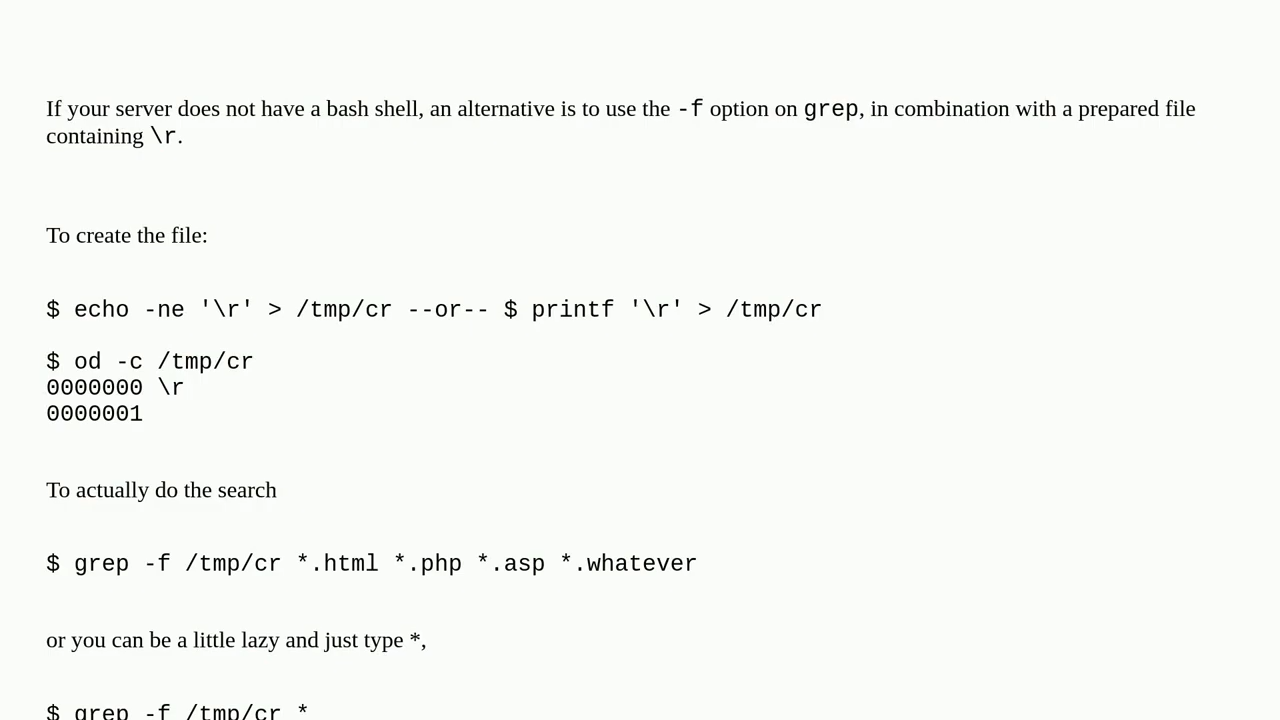 If your server does not have a bash shell, an alternative is to use the -f option on grep, in combination with a prepared file
containing \r.
To create the file:
$ echo -ne '\r' > /tmp/cr --or-- $ printf '\r' > /tmp/cr
$ od -c /tmp/cr
0000000 \r
0000001
To actually do the search
$ grep -f /tmp/cr *.html *.php *.asp *.whatever
or you can be a little lazy and just type *,
$ grep -f /tmp/cr *